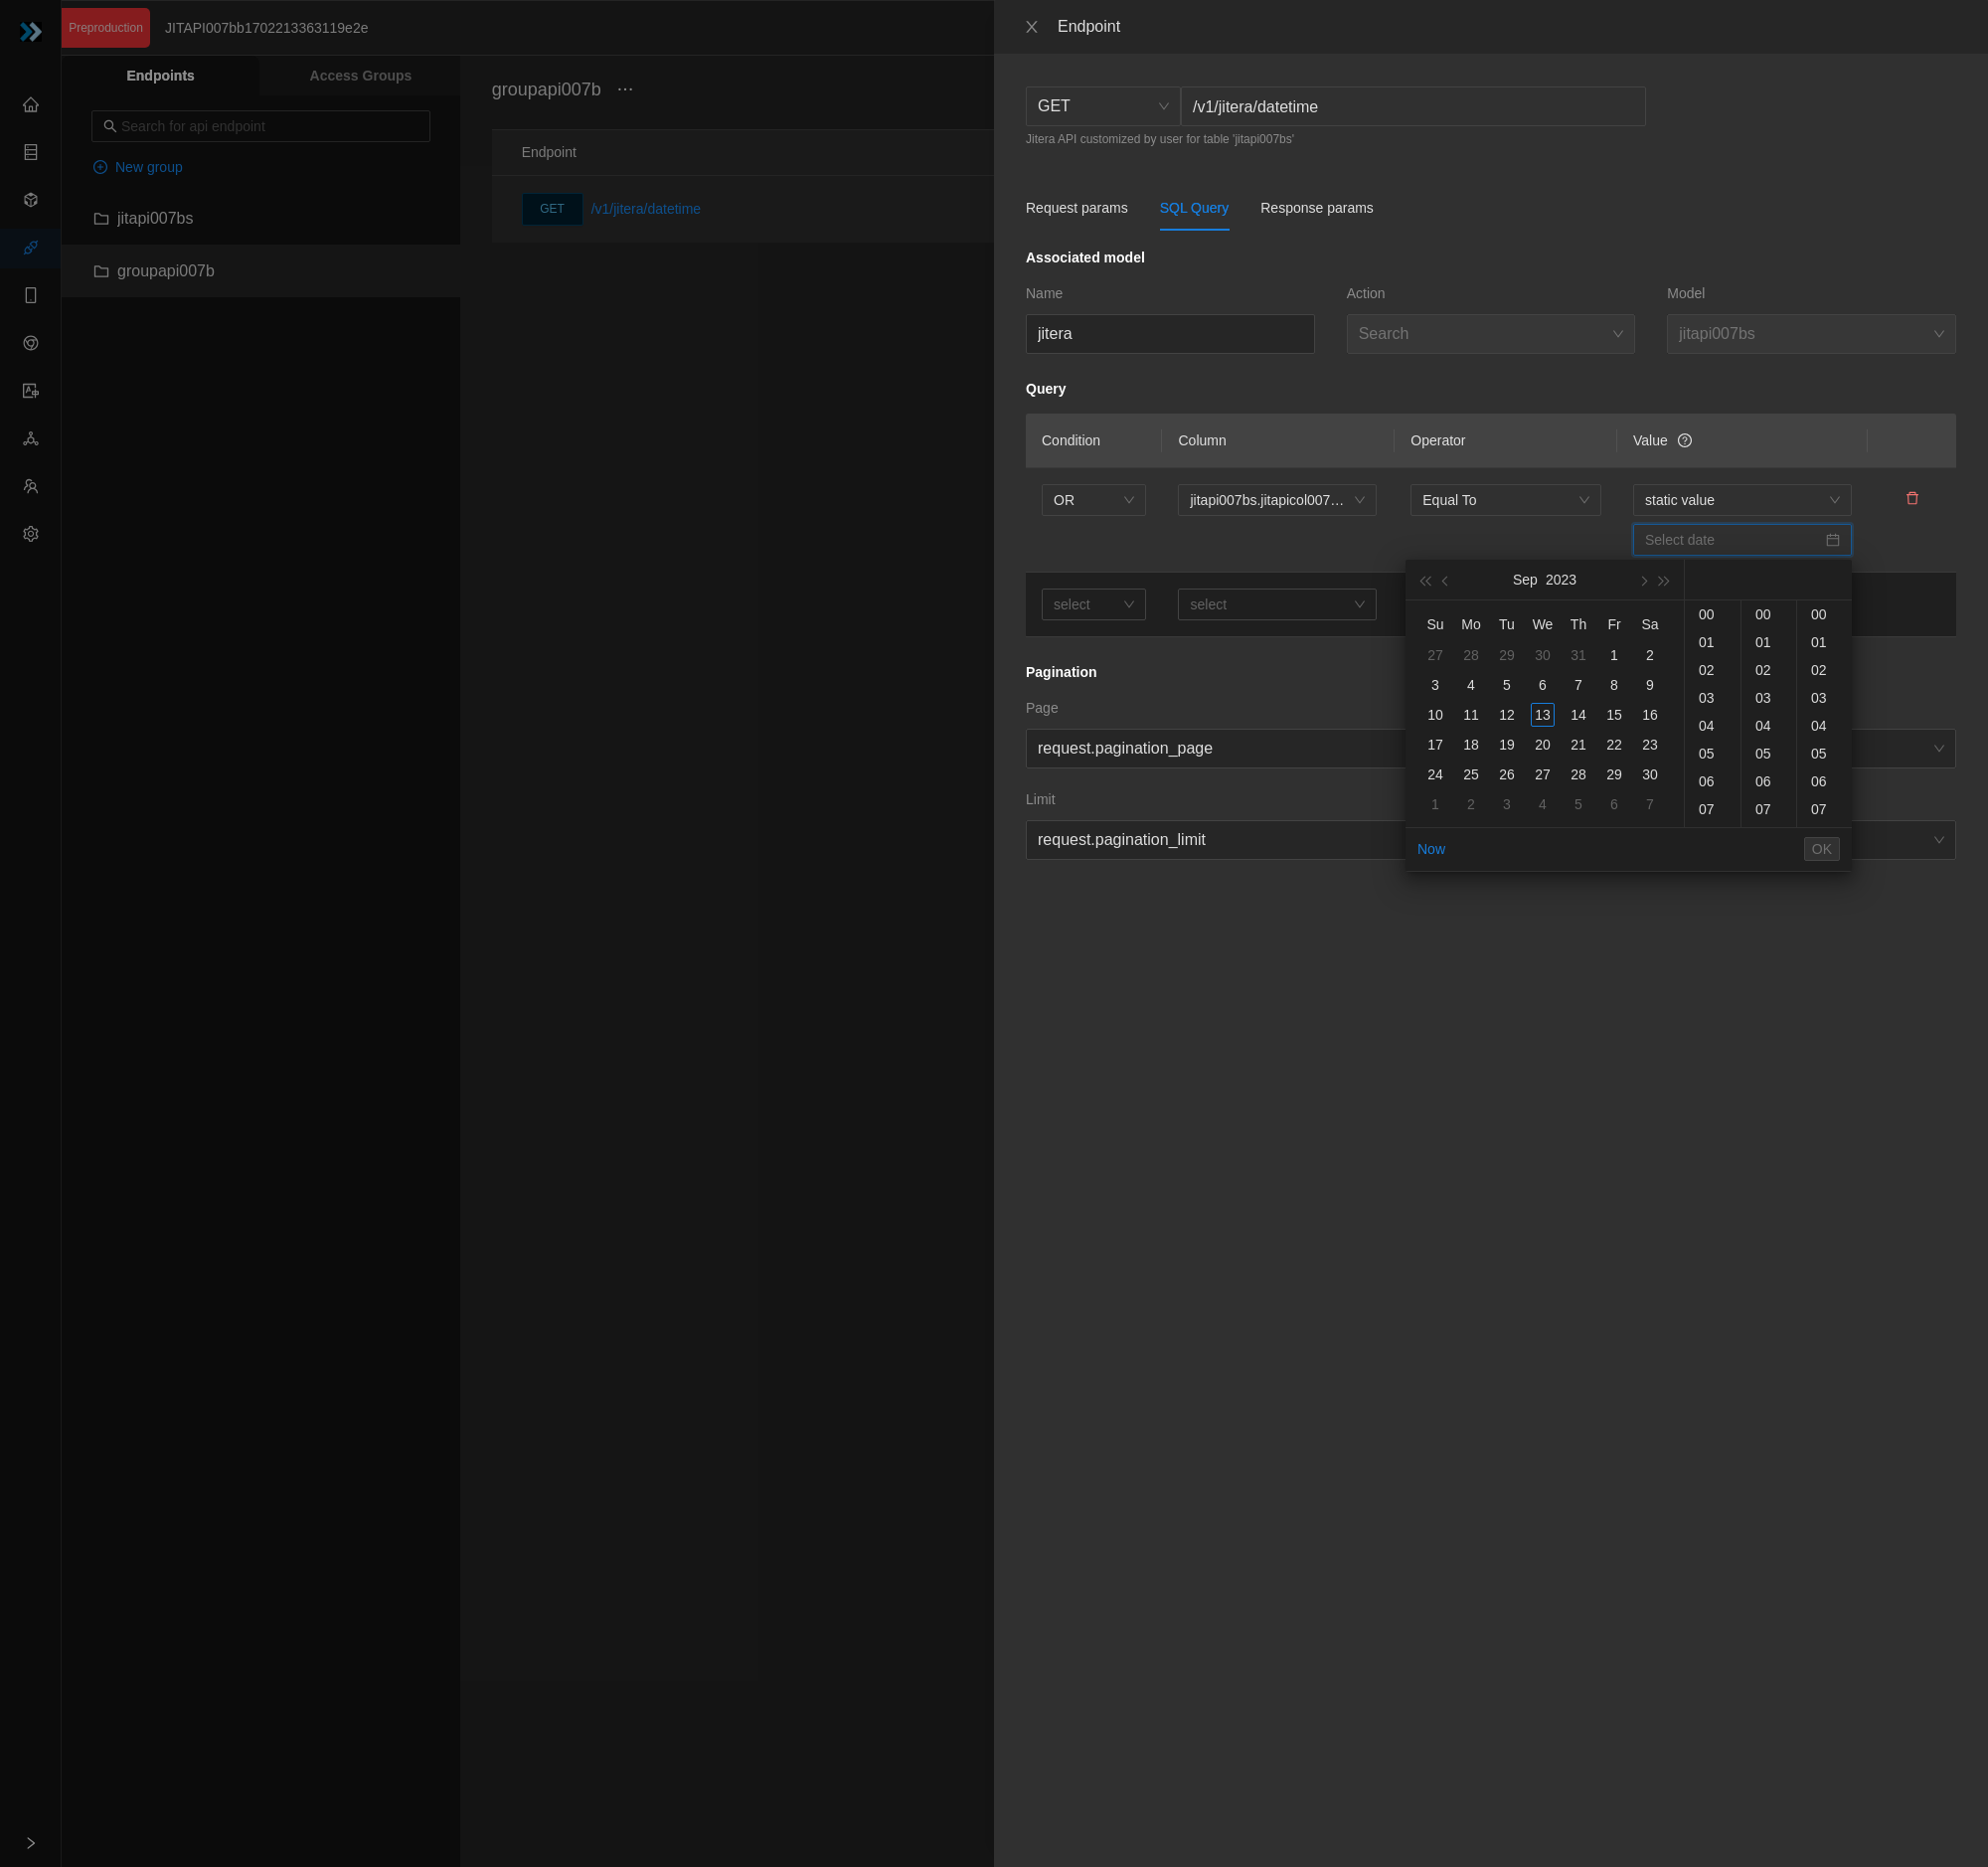 Preproduction
JITAPI007bb1702213363119e2e
Endpoints
Access Groups
Search for api endpoint
New group
jitapi007bs
groupapi007b
groupapi007b
Endpoint
GET /v1/jitera/datetime
Endpoint
GET /v1/jitera/datetime
Jitera API customized by user for table 'jitapi007bs'
Request params SQL Query Response params
Associated model
Name Action Model
jitera Search jitapi007bs
Query
Condition Column Operator Value
OR jitapi007bs.jitapicol007… Equal To static value
Select date
select select
Pagination
Page
request.pagination_page
Limit
request.pagination_limit
Sep 2023
Su Mo Tu We Th Fr Sa
27 28 29 30 31 1 2
3 4 5 6 7 8 9
10 11 12 13 14 15 16
17 18 19 20 21 22 23
24 25 26 27 28 29 30
1 2 3 4 5 6 7
00 00 00
01 01 01
02 02 02
03 03 03
04 04 04
05 05 05
06 06 06
07 07 07
Now OK